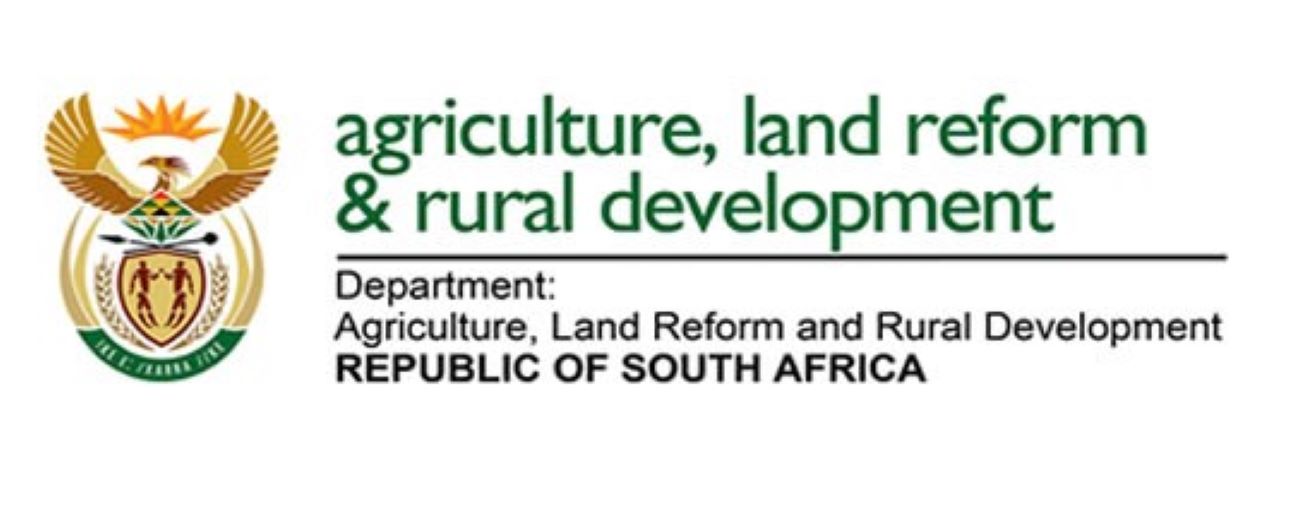 agriculture, land reform
& rural development
Department:
Agriculture, Land Reform and Rural Development
REPUBLIC OF SOUTH AFRICA